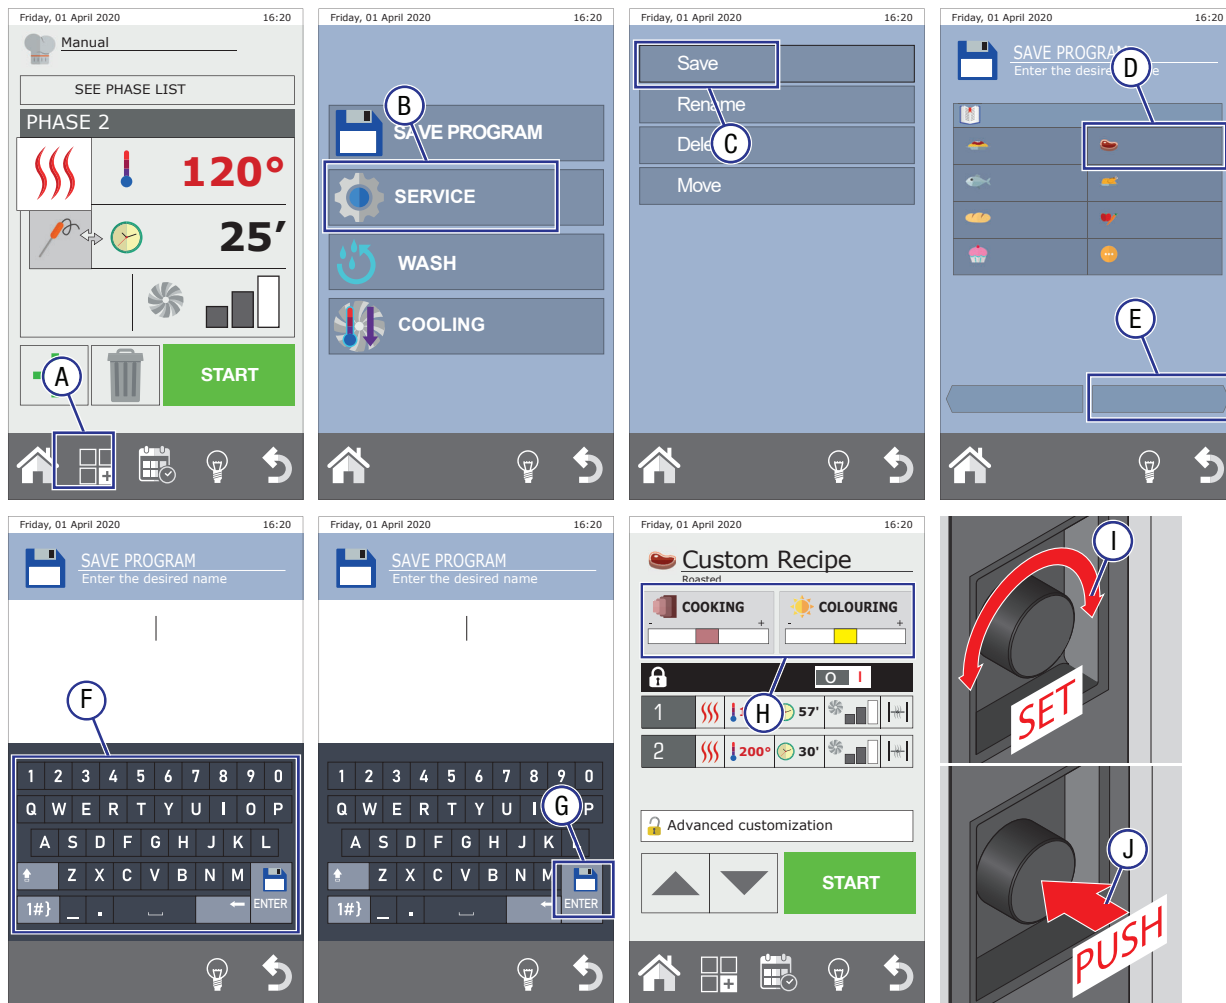 Friday, 01 April 2020 16:20
Manual
SEE PHASE LIST
PHASE 2
120°
25′
A
START
Friday, 01 April 2020 16:20
B
SAVE PROGRAM
SERVICE
WASH
COOLING
Friday, 01 April 2020 16:20
Save
Rename
C
Move
Friday, 01 April 2020 16:20
SAVE PROGRAM
Enter the desired
D
E
Friday, 01 April 2020 16:20
SAVE PROGRAM
Enter the desired name
F
1 2 3 4 5 6 7 8 9 0
Q W E R T Y U I O P
A S D F G H J K L
Z X C V B N M
1#} _ . ENTER
Friday, 01 April 2020 16:20
SAVE PROGRAM
Enter the desired name
G
1 2 3 4 5 6 7 8 9 0
Q W E R T Y U I P
A S D F G H J K
Z X C V B N M
1#} _ . ENTER
Friday, 01 April 2020 16:20
Custom Recipe
Roasted
COOKING
- +
COLOURING
- +
O I
H
1 57'
2 200° 30'
Advanced customization
START
I
SET
J
PUSH